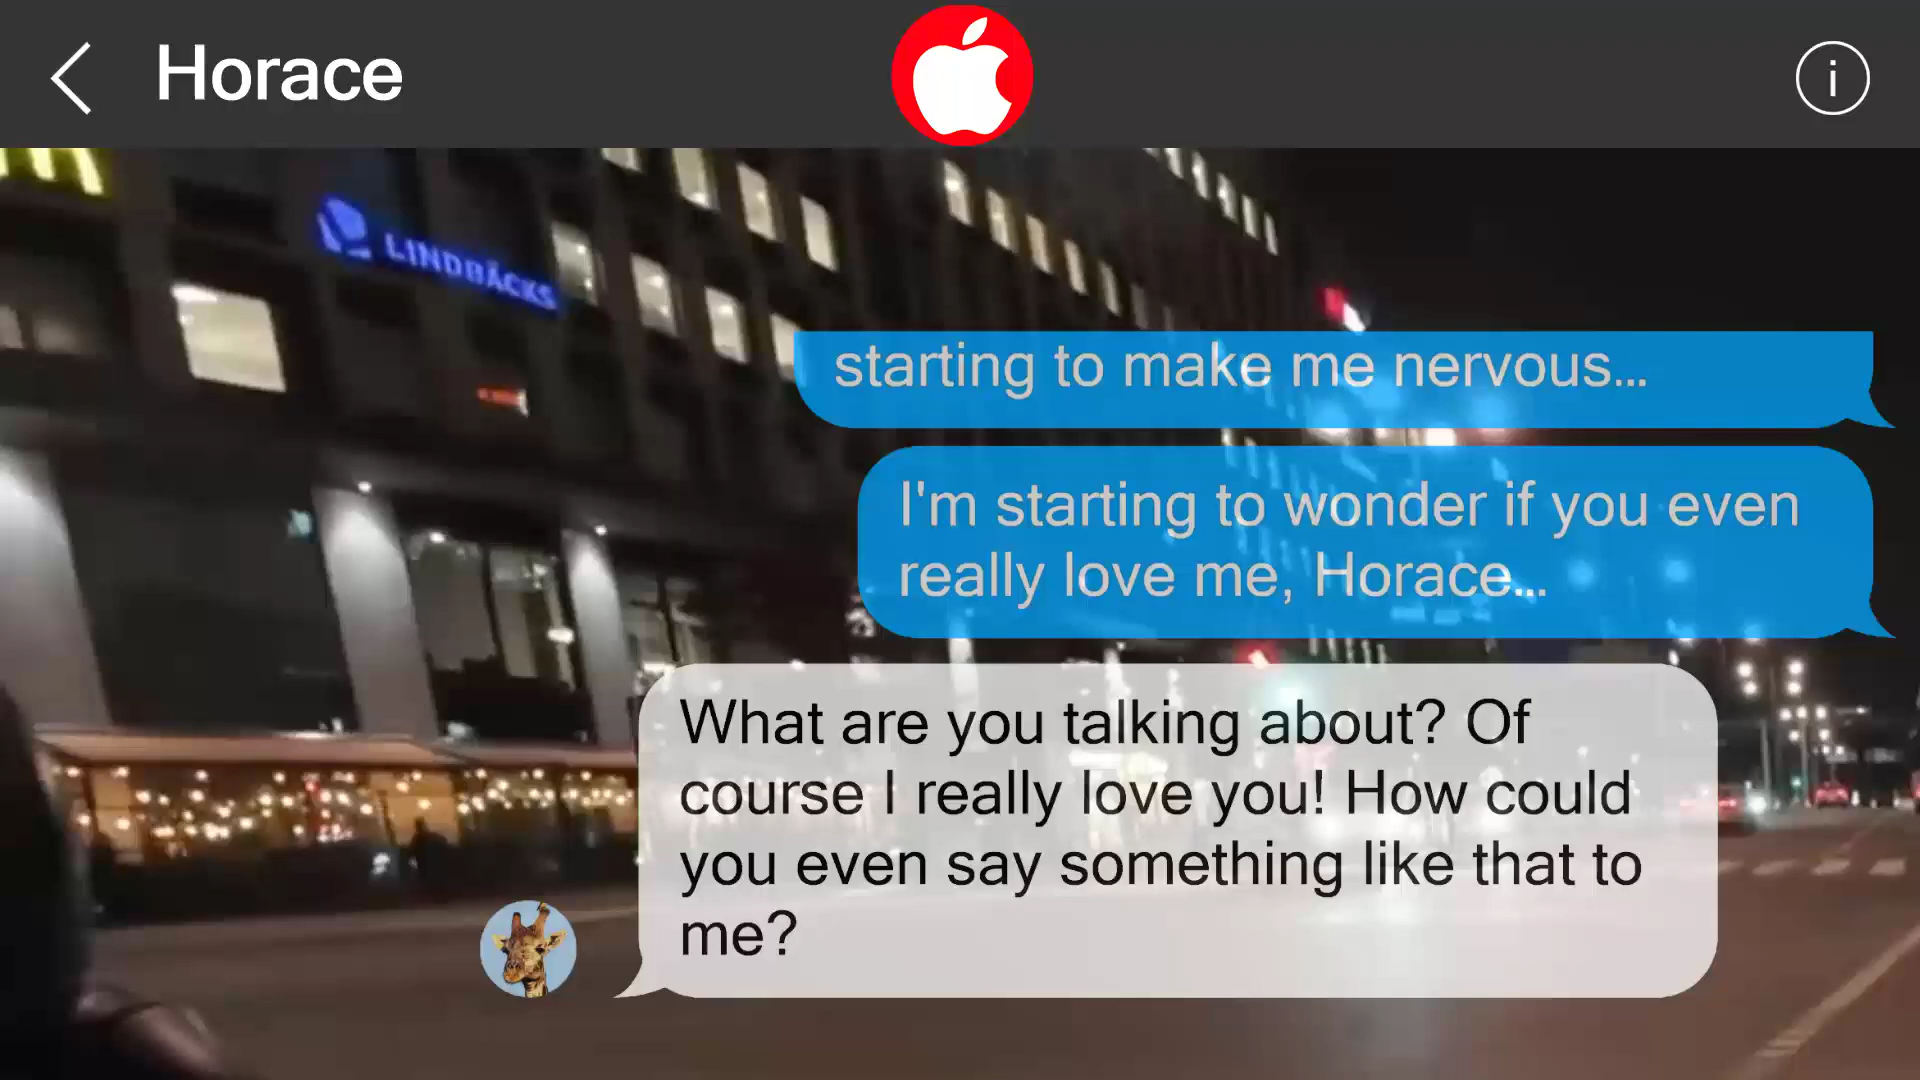 Horace
i
LINDBÄCKS
starting to make me nervous...
I'm starting to wonder if you even
really love me, Horace...
What are you talking about? Of
course I really love you! How could
you even say something like that to
me?